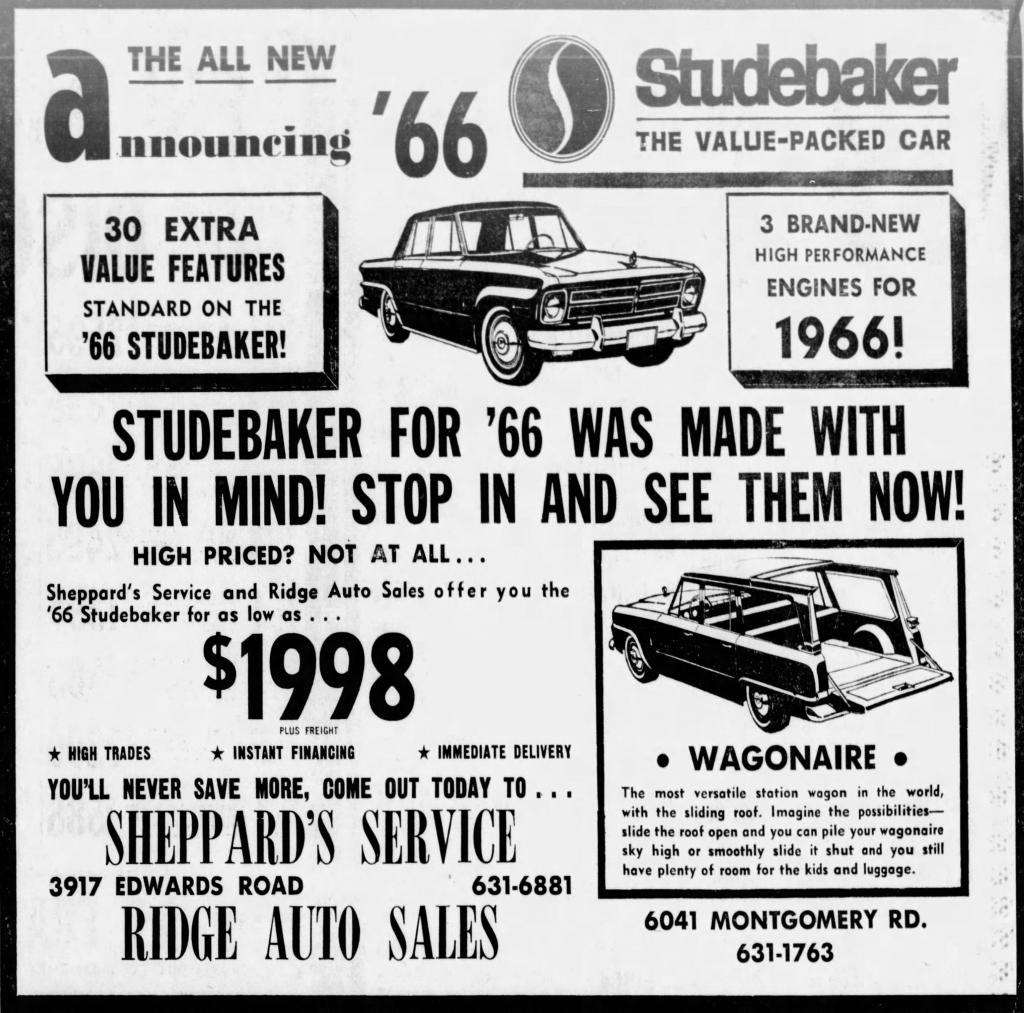 THE ALL NEW
announcing
'66
Studebaker
THE VALUE-PACKED CAR
30 EXTRA
VALUE FEATURES
STANDARD ON THE
'66 STUDEBAKER!
3 BRAND-NEW
HIGH PERFORMANCE
ENGINES FOR
1966!
STUDEBAKER FOR '66 WAS MADE WITH
YOU IN MIND! STOP IN AND SEE THEM NOW!
HIGH PRICED? NOT AT ALL...
Sheppard's Service and Ridge Auto Sales offer you the
'66 Studebaker for as low as . . .
$1998
PLUS FREIGHT
★ HIGH TRADES ★ INSTANT FINANCING ★ IMMEDIATE DELIVERY
YOU'LL NEVER SAVE MORE, COME OUT TODAY TO . . .
SHEPPARD'S SERVICE
3917 EDWARDS ROAD 631-6881
RIDGE AUTO SALES
• WAGONAIRE •
The most versatile station wagon in the world,
with the sliding roof. Imagine the possibilities—
slide the roof open and you can pile your wagonaire
sky high or smoothly slide it shut and you still
have plenty of room for the kids and luggage.
6041 MONTGOMERY RD.
631-1763